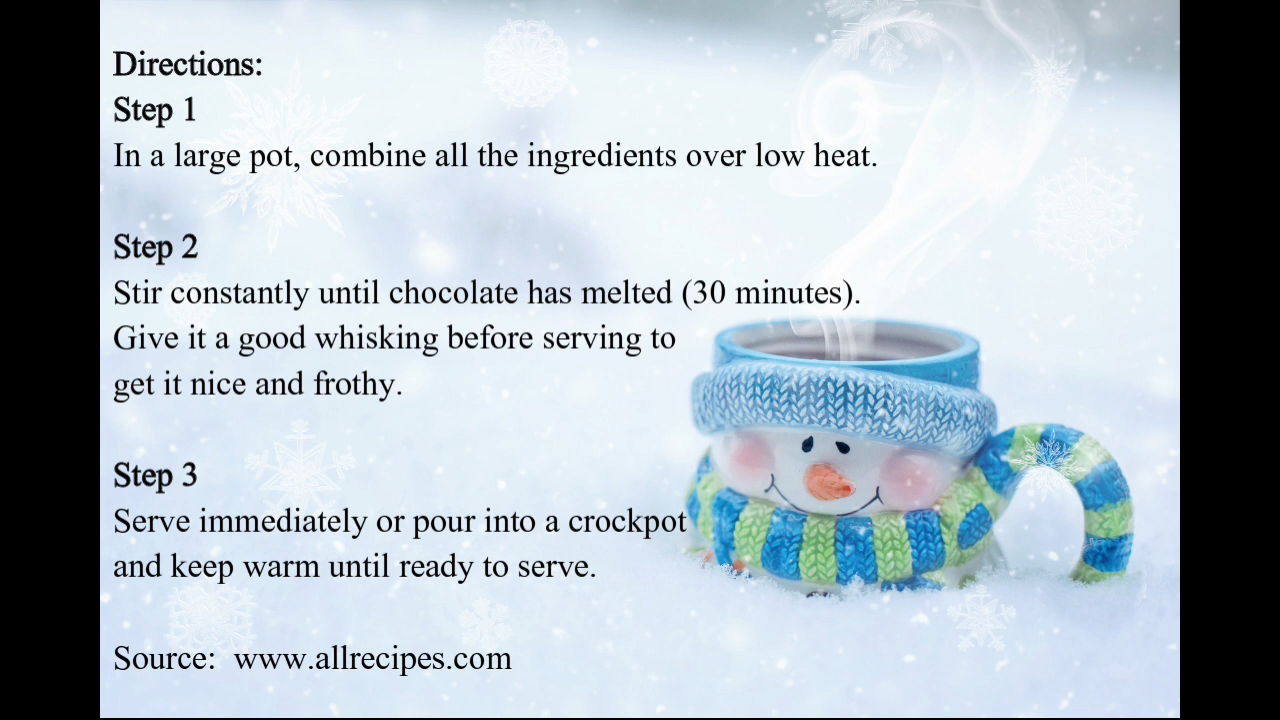 Directions:
Step 1
In a large pot, combine all the ingredients over low heat.
Step 2
Stir constantly until chocolate has melted (30 minutes).
Give it a good whisking before serving to
get it nice and frothy.
Step 3
Serve immediately or pour into a crockpot
and keep warm until ready to serve.
Source:  www.allrecipes.com